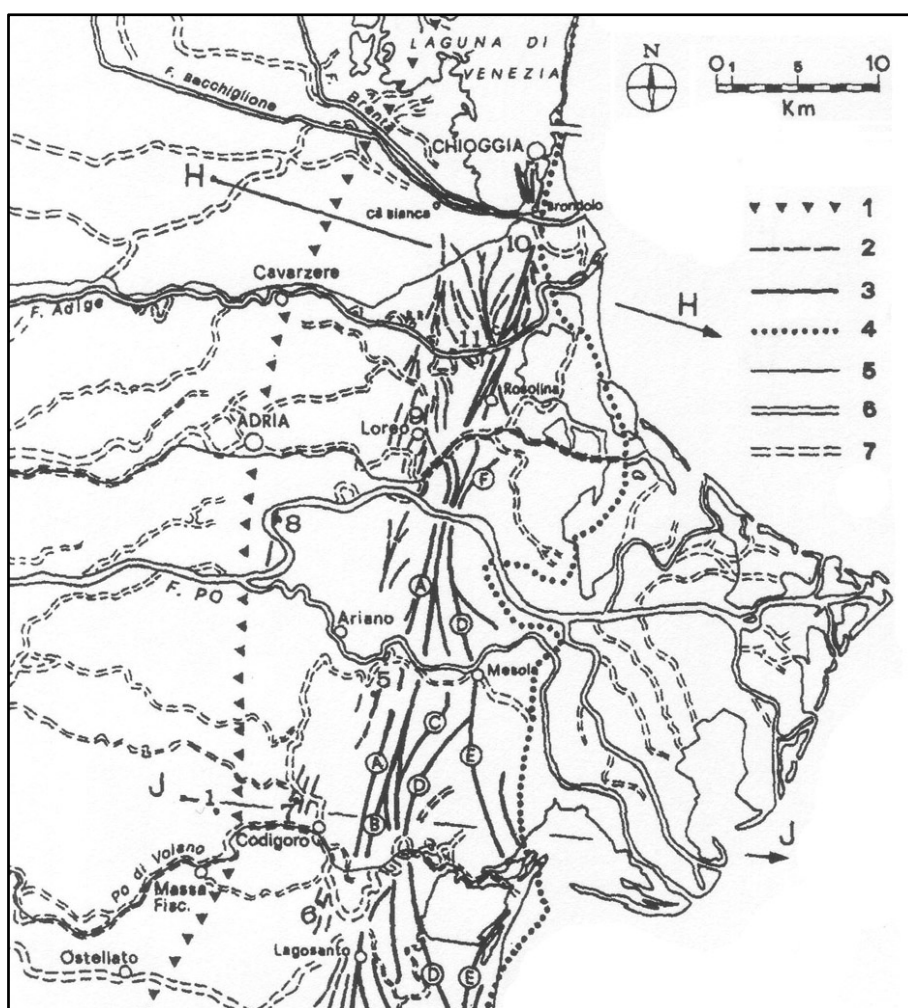 LAGUNA DI
VENEZIA
N
0 1 5 10
Km
F. Bacchiglione
Brenta
CHIOGGIA
H
cà Bianca
Brondolo
10
Cavarzere
F. Adige
H
11
Rosolina
ADRIA
Loreo
F
8
F. PO
A
Ariano
D
5
Mesola
C
A
E
D
J
1
7
B
J
Codigoro
Po di Volano
Massa
Fisc.
6
Lagosanto
Ostellato
D
E
1
2
3
4
5
6
7